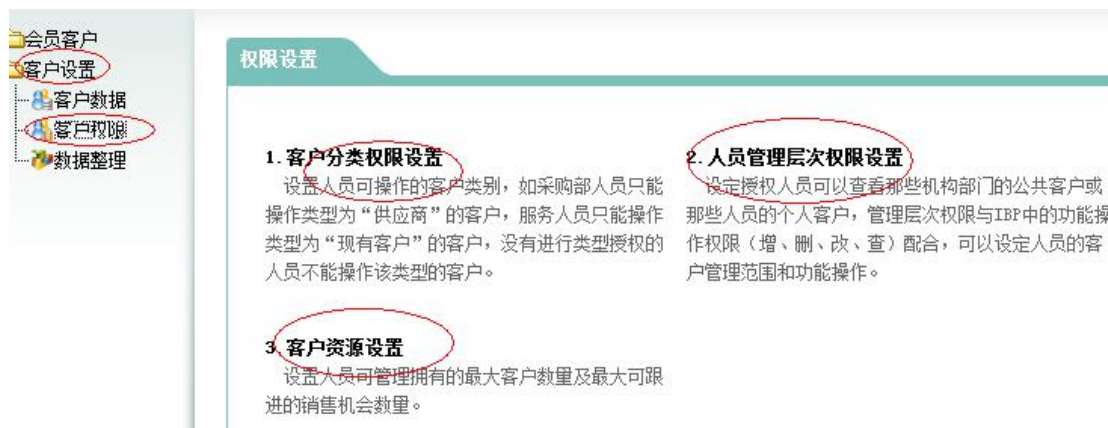 会员客户
客户设置
客户数据
客户权限
数据整理
权限设置
1. 客户分类权限设置
设置人员可操作的客户类别，如采购部人员只能
操作类型为“供应商”的客户，服务人员只能操作
类型为“现有客户”的客户，没有进行类型授权的
人员不能操作该类型的客户。
2. 人员管理层次权限设置
设定授权人员可以查看那些机构部门的公共客户或
那些人员的个人客户，管理层次权限与IBP中的功能操
作权限（增、删、改、查）配合，可以设定人员的客
户管理范围和功能操作。
3. 客户资源设置
设置人员可管理拥有的最大客户数量及最大可跟
进的销售机会数量。